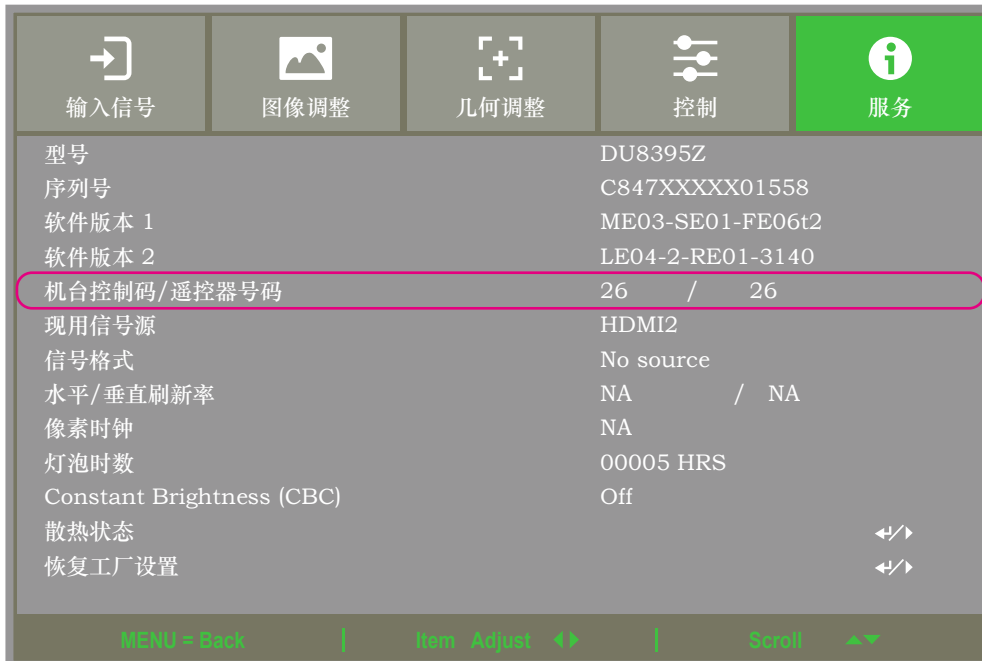 输入信号 图像调整 几何调整 控制 服务
型号 DU8395Z
序列号 C847XXXXX01558
软件版本 1 ME03-SE01-FE06t2
软件版本 2 LE04-2-RE01-3140
机台控制码/遥控器号码 26 / 26
现用信号源 HDMI2
信号格式 No source
水平/垂直刷新率 NA / NA
像素时钟 NA
灯泡时数 00005 HRS
Constant Brightness (CBC) Off
散热状态
恢复工厂设置
MENU = Back | Item Adjust | Scroll